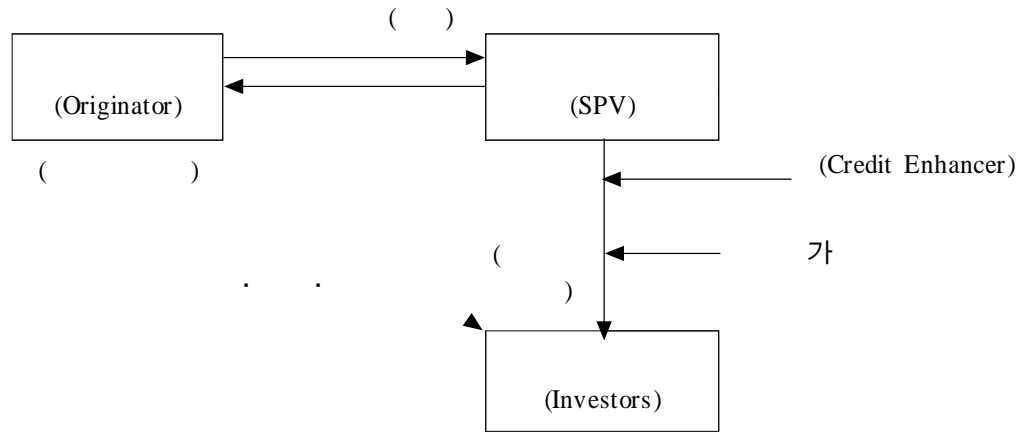 ( )
(Originator)
(SPV)
( )
(Credit Enhancer)
(
가
. .
)
(Investors)